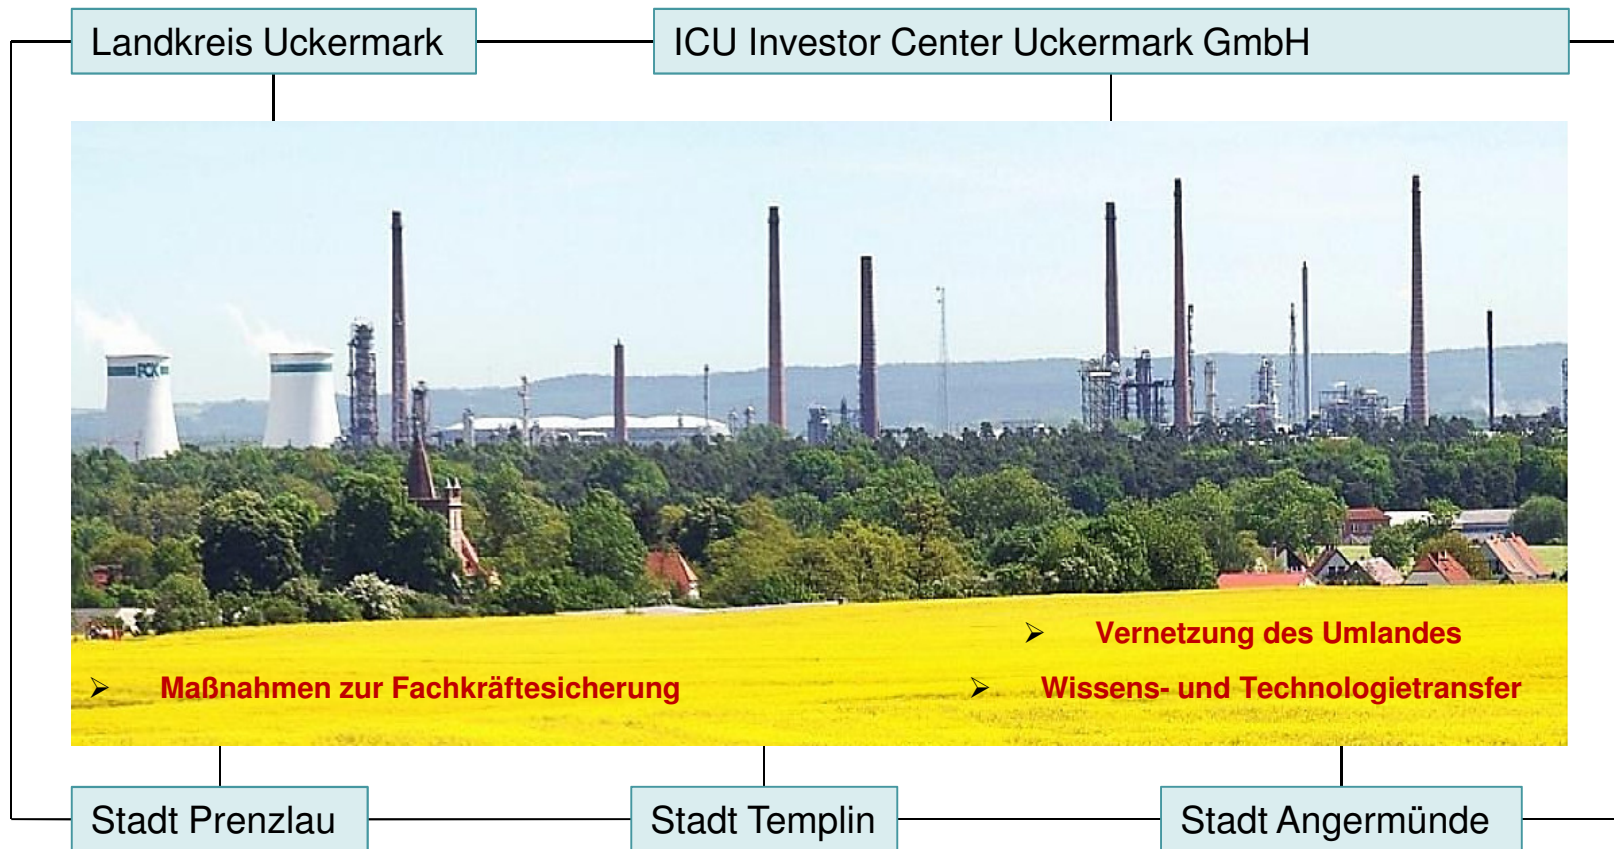 Landkreis Uckermark
ICU Investor Center Uckermark GmbH
PCK
➢ Vernetzung des Umlandes
➢ Maßnahmen zur Fachkräftesicherung
➢ Wissens- und Technologietransfer
Stadt Prenzlau
Stadt Templin
Stadt Angermünde